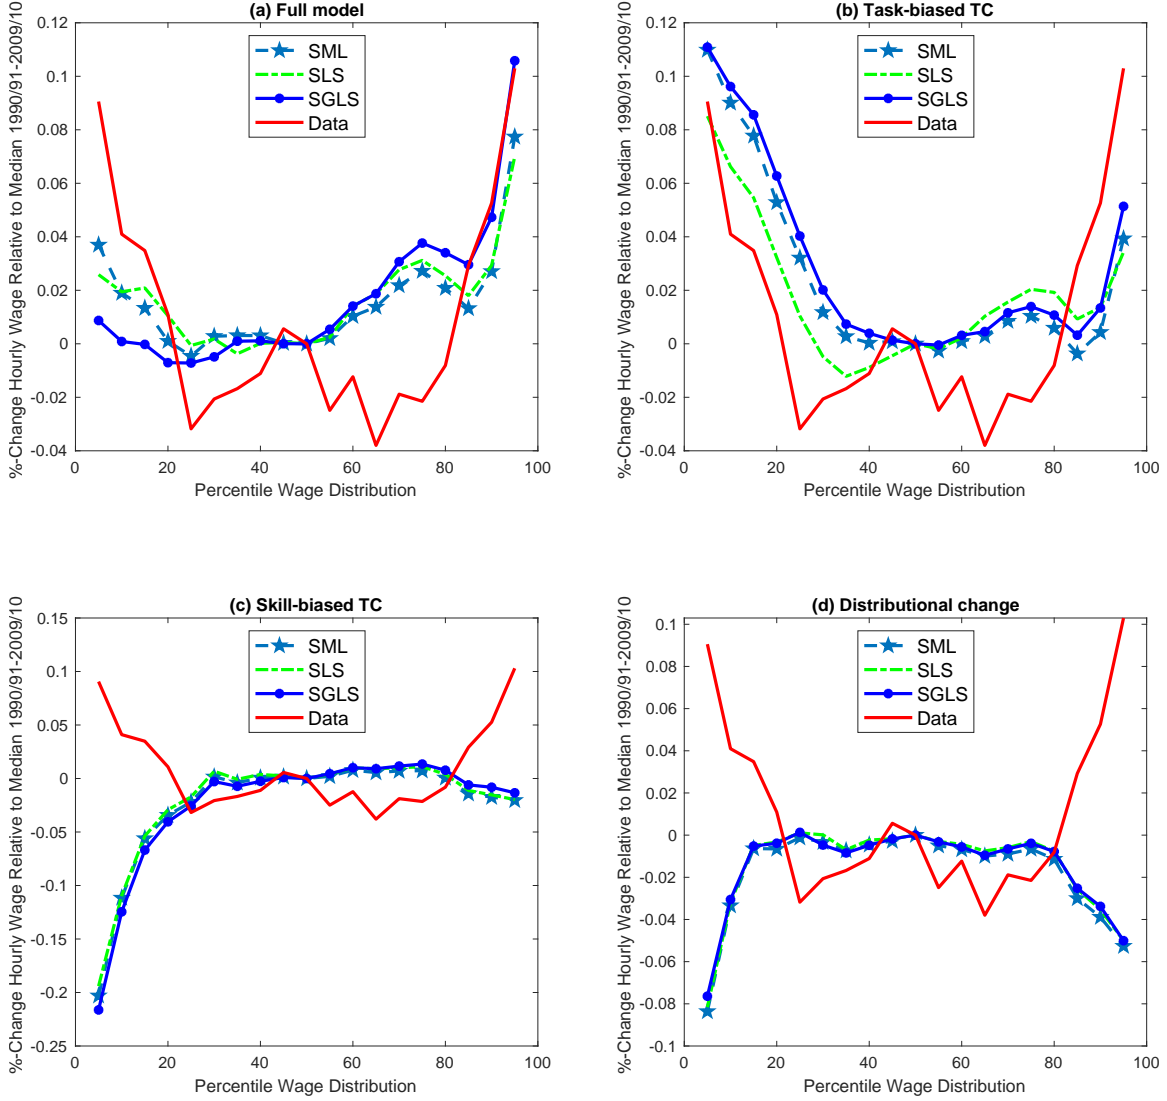 (a) Full model
%-Change Hourly Wage Relative to Median 1990/91-2009/10
0.12
0.1
0.08
0.06
0.04
0.02
0
-0.02
-0.04
SML
SLS
SGLS
Data
0 20 40 60 80 100
Percentile Wage Distribution
(b) Task-biased TC
%-Change Hourly Wage Relative to Median 1990/91-2009/10
0.12
0.1
0.08
0.06
0.04
0.02
0
-0.02
-0.04
SML
SLS
SGLS
Data
0 20 40 60 80 100
Percentile Wage Distribution
(c) Skill-biased TC
%-Change Hourly Wage Relative to Median 1990/91-2009/10
0.15
0.1
0.05
0
-0.05
-0.1
-0.15
-0.2
-0.25
SML
SLS
SGLS
Data
0 20 40 60 80 100
Percentile Wage Distribution
(d) Distributional change
%-Change Hourly Wage Relative to Median 1990/91-2009/10
0.1
0.08
0.06
0.04
0.02
0
-0.02
-0.04
-0.06
-0.08
-0.1
SML
SLS
SGLS
Data
0 20 40 60 80 100
Percentile Wage Distribution